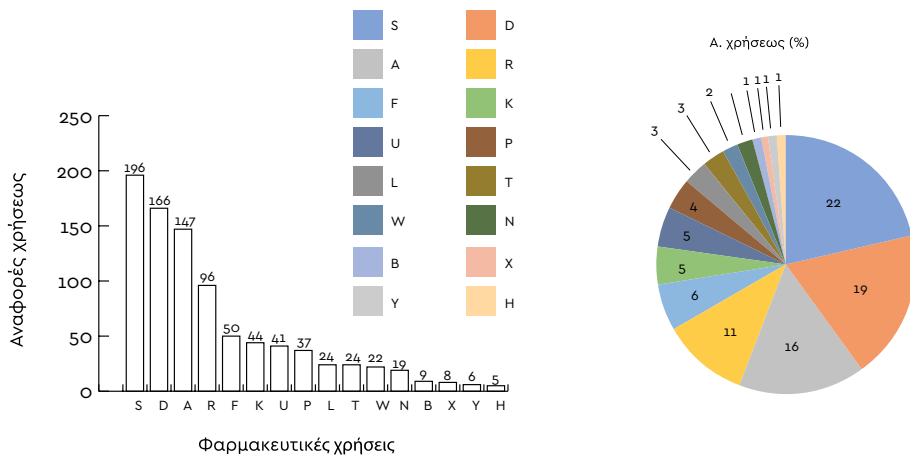 S D
A R
F K
U P
L T
W N
B X
Y H
Αναφορές χρήσεως
250
200
150
100
50
0
196 166 147 96 50 44 41 37 24 24 22 19 9 8 6 5
S D A R F K U P L T W N B X Y H
Φαρμακευτικές χρήσεις
Α. χρήσεως (%)
3 3 2 1 1 1 1
22
19
16
11
6
5
5
4